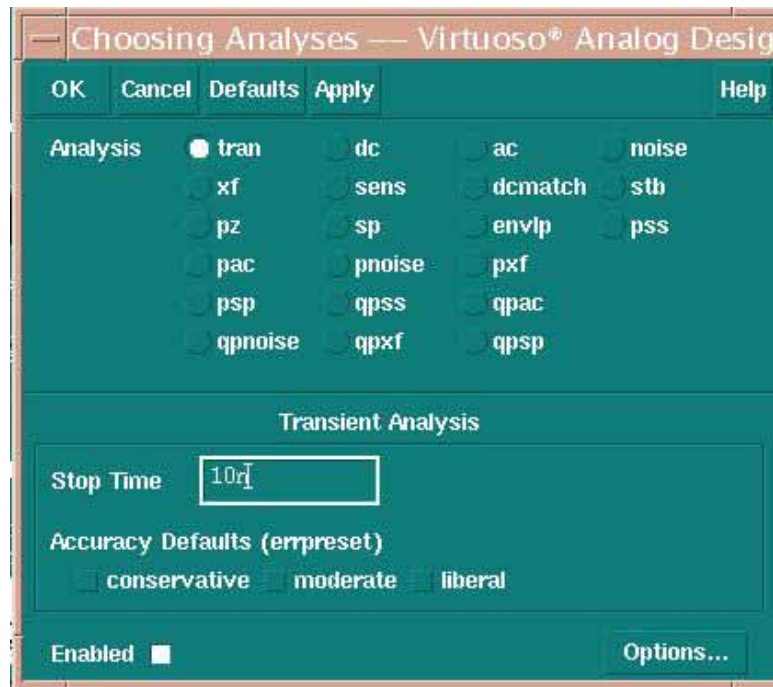 Choosing Analyses — Virtuoso® Analog Desig
OK Cancel Defaults Apply Help
Analysis tran dc ac noise
xf sens dcmatch stb
pz sp envlp pss
pac pnoise pxf
psp qpss qpac
qpnoise qpxf qpsp
Transient Analysis
Stop Time 10n
Accuracy Defaults (errpreset)
conservative moderate liberal
Enabled Options...